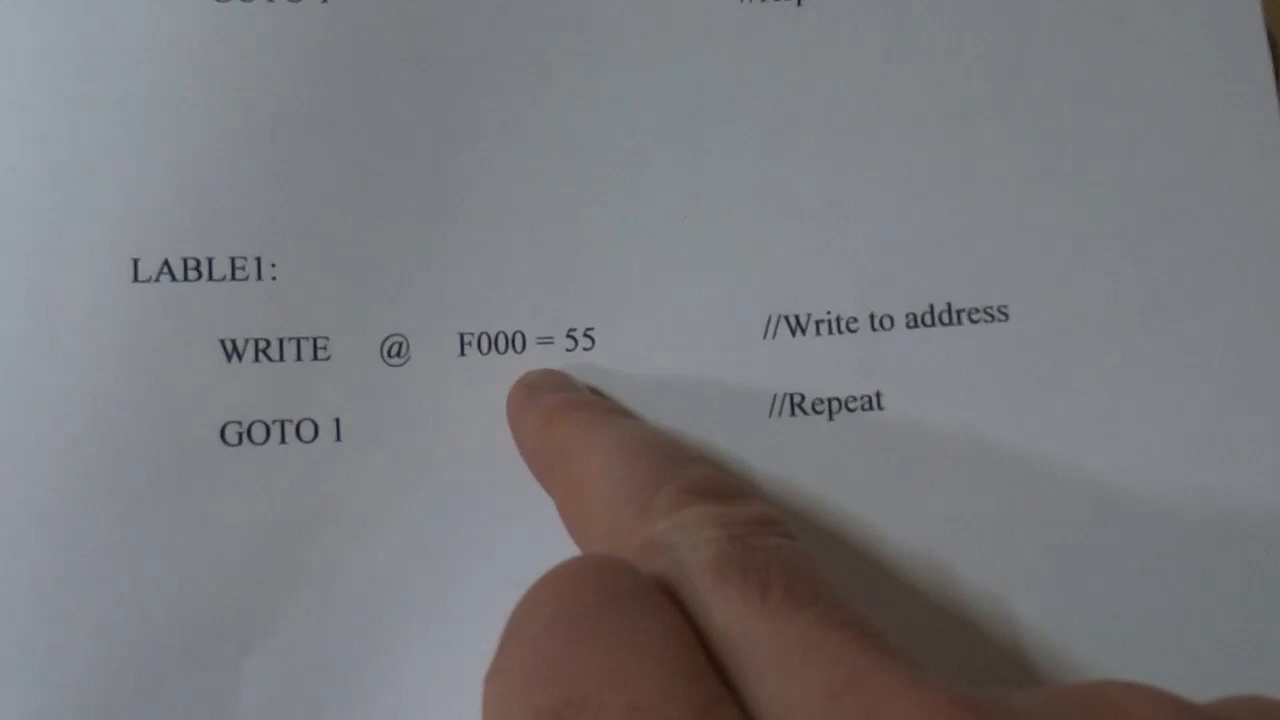 LABLE1:
WRITE @ F000 = 55 //Write to address
GOTO 1 //Repeat